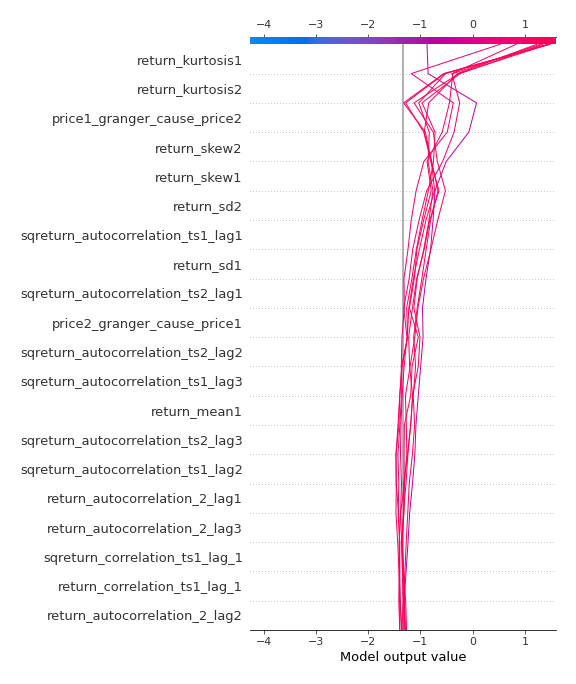 −4 −3 −2 −1 0 1
return_kurtosis1
return_kurtosis2
price1_granger_cause_price2
return_skew2
return_skew1
return_sd2
sqreturn_autocorrelation_ts1_lag1
return_sd1
sqreturn_autocorrelation_ts2_lag1
price2_granger_cause_price1
sqreturn_autocorrelation_ts2_lag2
sqreturn_autocorrelation_ts1_lag3
return_mean1
sqreturn_autocorrelation_ts2_lag3
sqreturn_autocorrelation_ts1_lag2
return_autocorrelation_2_lag1
return_autocorrelation_2_lag3
sqreturn_correlation_ts1_lag_1
return_correlation_ts1_lag_1
return_autocorrelation_2_lag2
−4 −3 −2 −1 0 1
Model output value